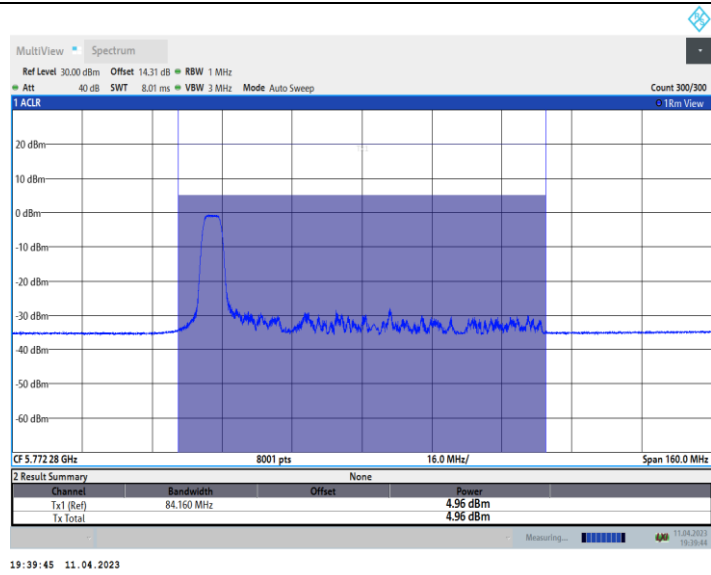 MultiView Spectrum
Ref Level 30.00 dBm Offset 14.31 dB RBW 1 MHz
Att 40 dB SWT 8.01 ms VBW 3 MHz Mode Auto Sweep Count 300/300
1 ACLR 1Rm View
20 dBm
10 dBm
0 dBm
-10 dBm
-20 dBm
-30 dBm
-40 dBm
-50 dBm
-60 dBm
CF 5.772 28 GHz 8001 pts 16.0 MHz/ Span 160.0 MHz
2 Result Summary None
Channel Bandwidth Offset Power
Tx1 (Ref) 84.160 MHz 4.96 dBm
Tx Total 4.96 dBm
Measuring... 11.04.2023
19:39:44
19:39:45 11.04.2023